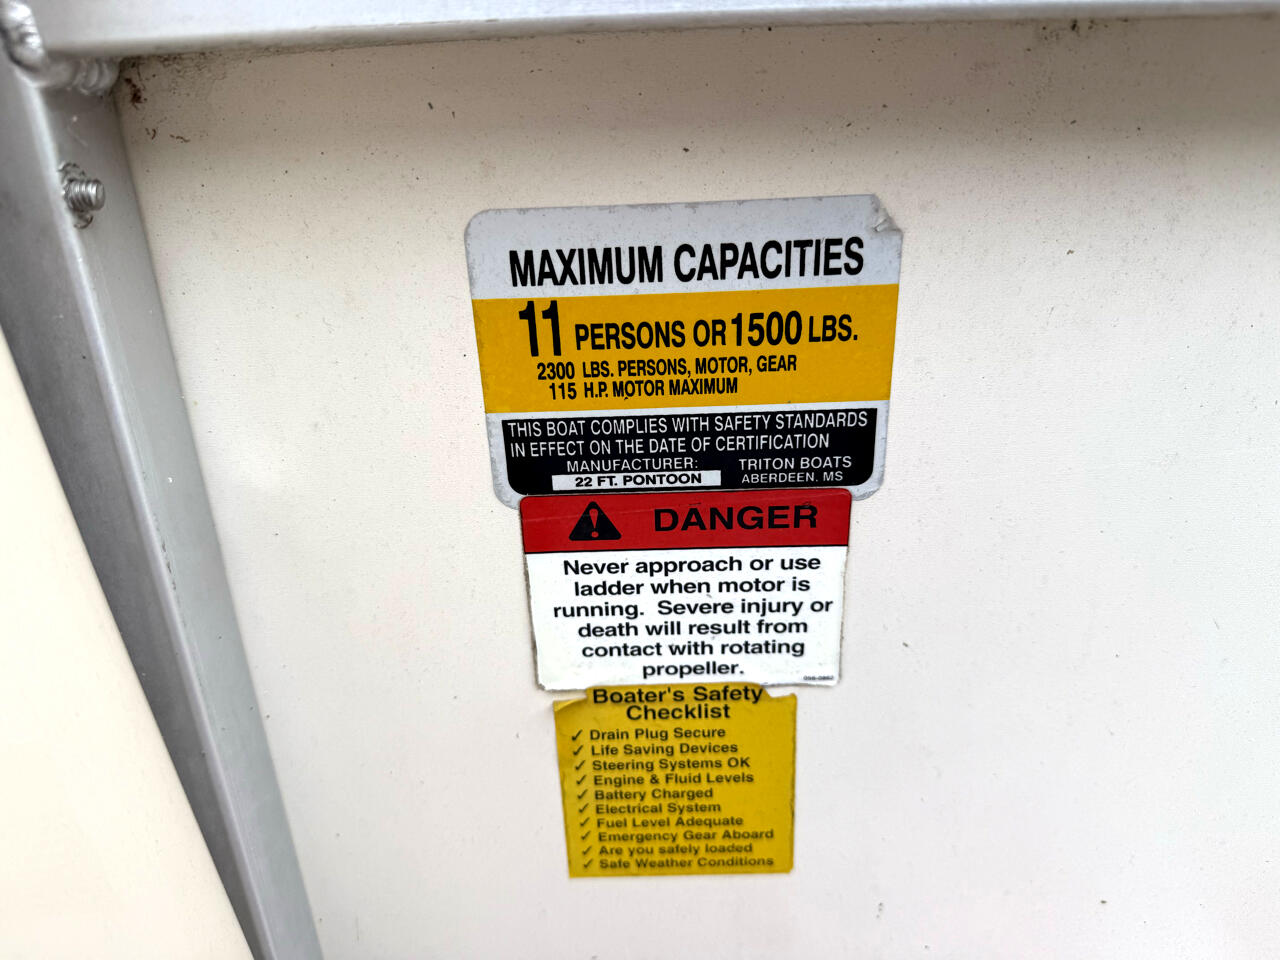 MAXIMUM CAPACITIES
11 PERSONS OR 1500 LBS.
2300 LBS. PERSONS, MOTOR, GEAR
115 H.P. MOTOR MAXIMUM
THIS BOAT COMPLIES WITH SAFETY STANDARDS
IN EFFECT ON THE DATE OF CERTIFICATION
MANUFACTURER: TRITON BOATS
22 FT. PONTOON ABERDEEN, MS
DANGER
Never approach or use
ladder when motor is
running. Severe injury or
death will result from
contact with rotating
propeller.
Boater's Safety
Checklist
✓ Drain Plug Secure
✓ Life Saving Devices
✓ Steering Systems OK
✓ Engine & Fluid Levels
✓ Battery Charged
✓ Electrical System
✓ Fuel Level Adequate
✓ Emergency Gear Aboard
✓ Are you safely loaded
✓ Safe Weather Conditions